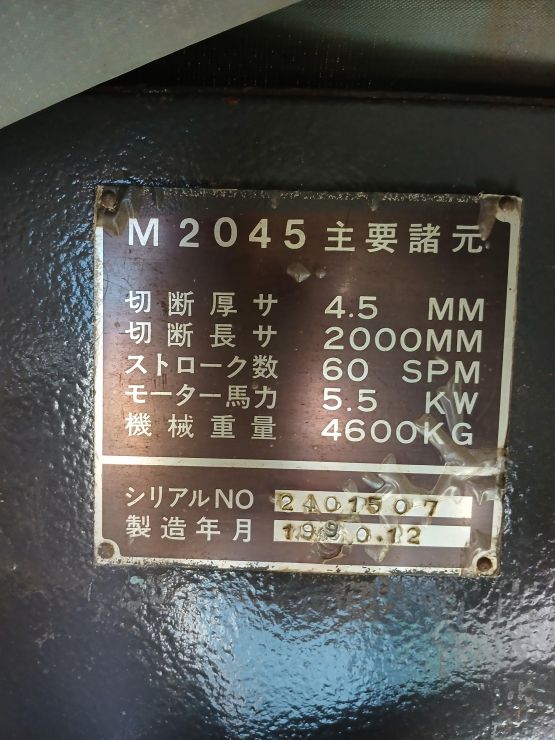 M2045 主要諸元
切断厚サ 4.5 MM
切断長サ 2000MM
ストローク数 60 SPM
モーター馬力 5.5 KW
機械重量 4600KG
シリアルNO 2401507
製造年月 1990.12